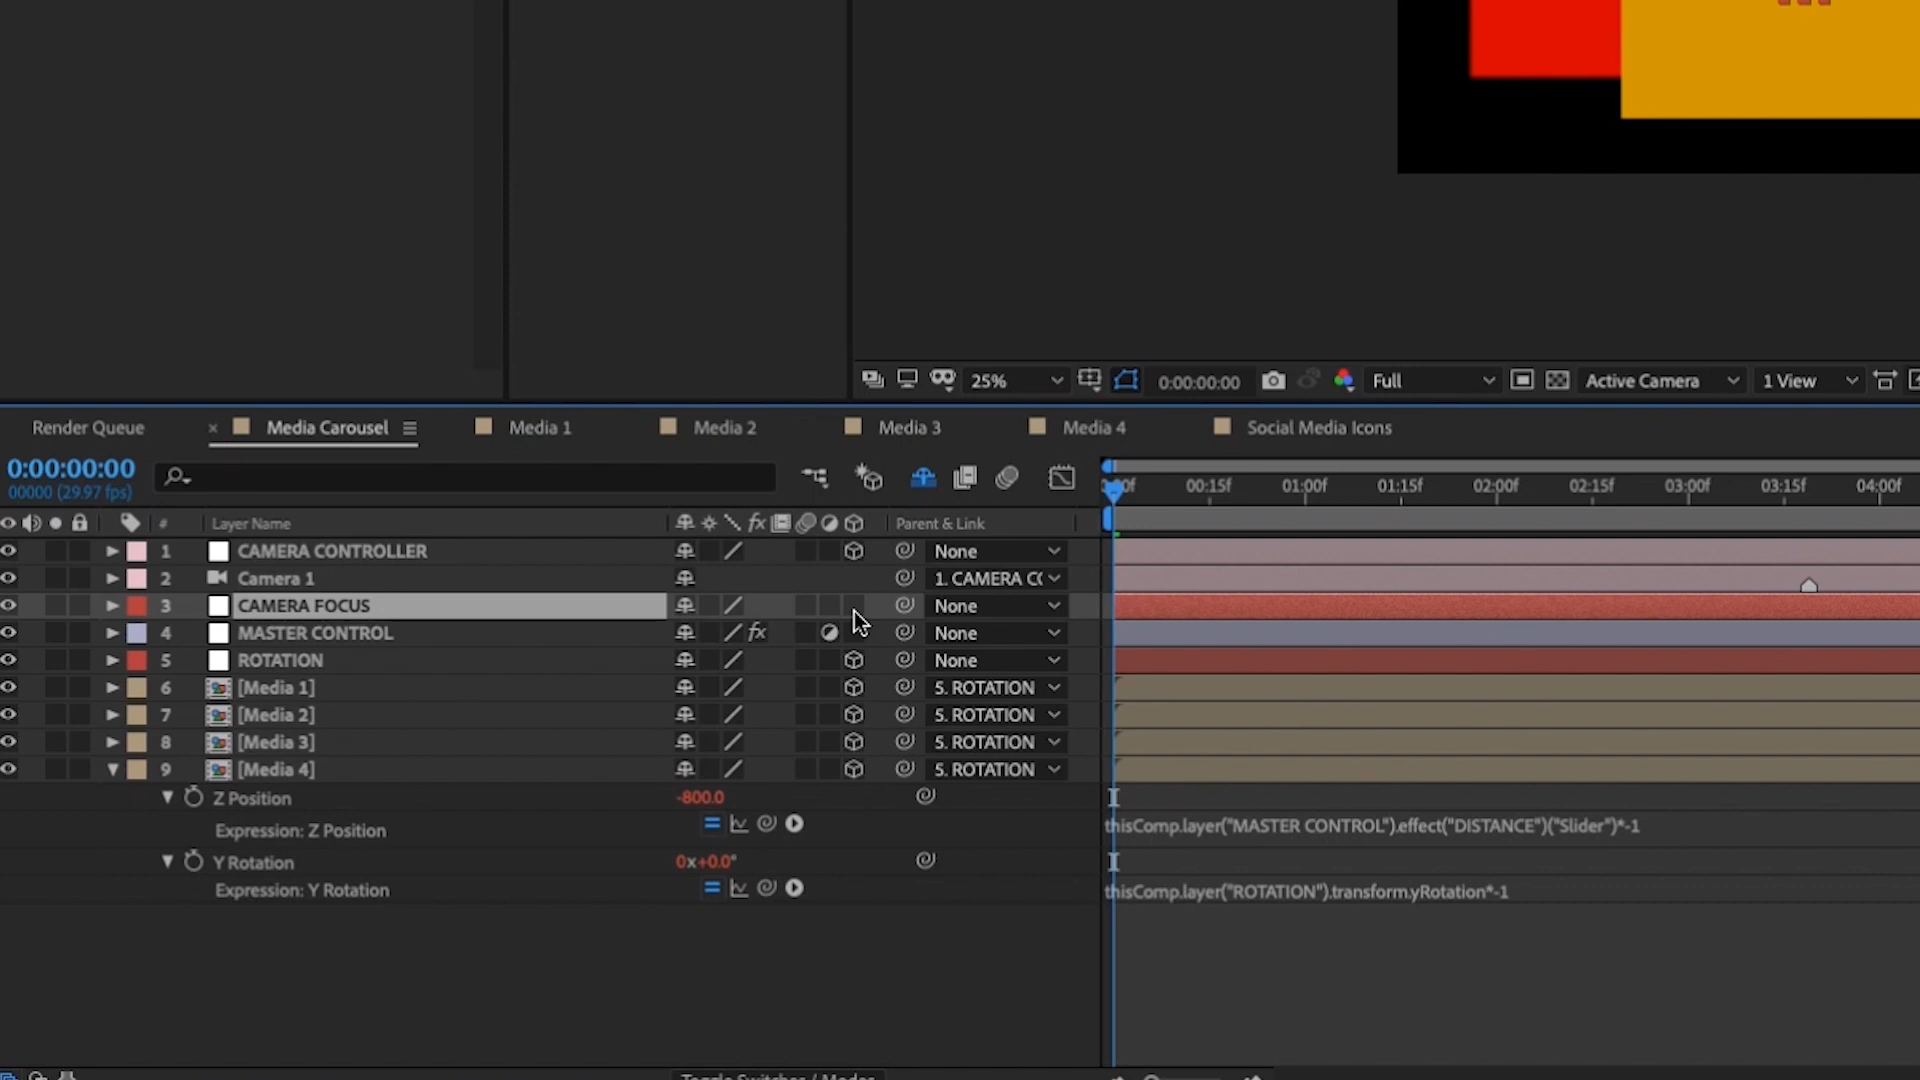 25%
0:00:00:00
Full
Active Camera
1 View
Render Queue
Media Carousel
Media 1
Media 2
Media 3
Media 4
Social Media Icons
0:00:00:00
00000 (29.97 fps)
00:15f 01:00f 01:15f 02:00f 02:15f 03:00f 03:15f 04:00f
# Layer Name fx Parent & Link
1 CAMERA CONTROLLER None
2 Camera 1 1. CAMERA CO
3 CAMERA FOCUS None
4 MASTER CONTROL fx None
5 ROTATION None
6 [Media 1] 5. ROTATION
7 [Media 2] 5. ROTATION
8 [Media 3] 5. ROTATION
9 [Media 4] 5. ROTATION
Z Position -800.0
Expression: Z Position thisComp.layer("MASTER CONTROL").effect("DISTANCE")("Slider")*-1
Y Rotation 0x+0.0°
Expression: Y Rotation thisComp.layer("ROTATION").transform.yRotation*-1
Toggle Switches / Modes